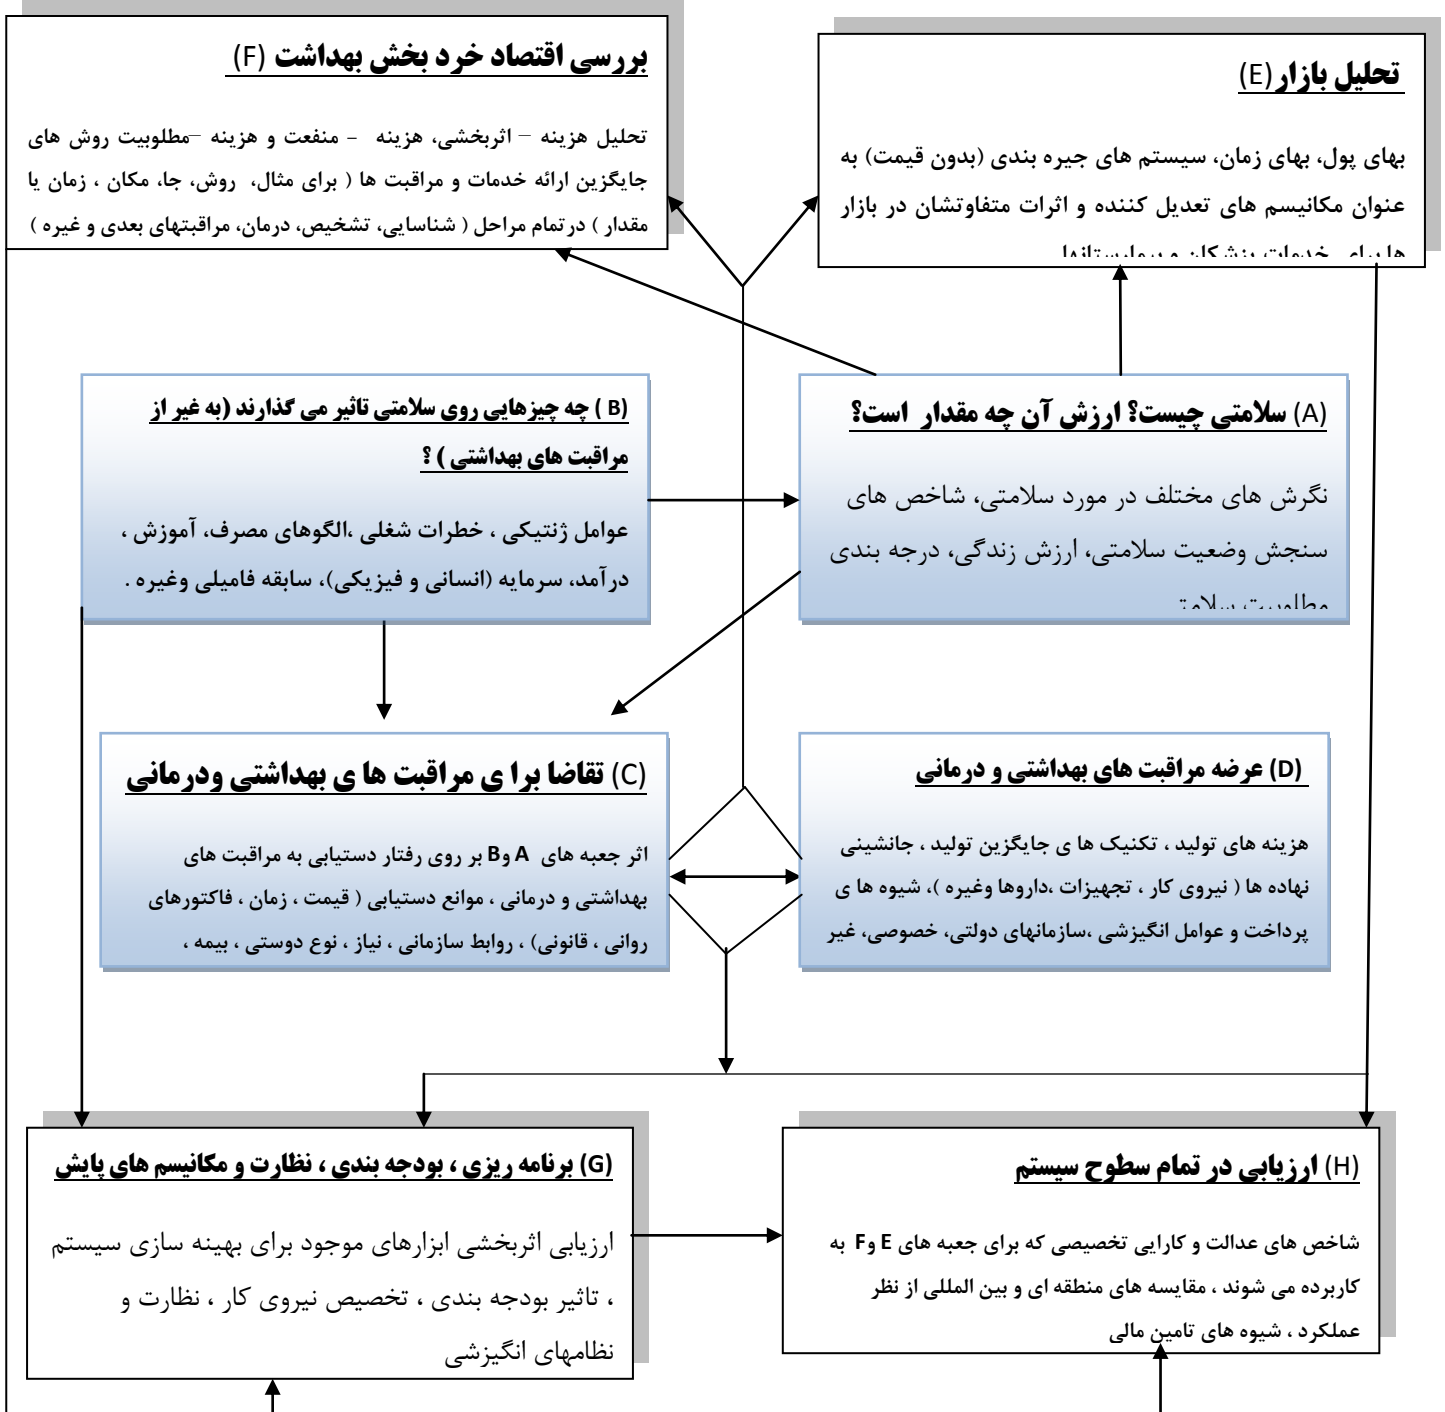 بررسی اقتصاد خرد بخش بهداشت (F)
تحلیل هزینه – اثربخشی، هزینه - منفعت و هزینه –مطلوبیت روش های
جایگزین ارائه خدمات و مراقبت ها ( برای مثال، روش، جا، مکان ، زمان یا
مقدار ) درتمام مراحل ( شناسایی، تشخیص، درمان، مراقبتهای بعدی و غیره )
تحلیل بازار(E)
بهای پول، بهای زمان، سیستم های جیره بندی (بدون قیمت) به
عنوان مکانیسم های تعدیل کننده و اثرات متفاوتشان در بازار
ها برای خدمات پزشکان و بیمارستانها
(B ) چه چیزهایی روی سلامتی تاثیر می گذارند (به غیر از
مراقبت های بهداشتی ) ؟
عوامل ژنتیکی ، خطرات شغلی ،الگوهای مصرف، آموزش ،
درآمد، سرمایه (انسانی و فیزیکی)، سابقه فامیلی وغیره .
(A) سلامتی چیست؟ ارزش آن چه مقدار است؟
نگرش های مختلف در مورد سلامتی، شاخص های
سنجش وضعیت سلامتی، ارزش زندگی، درجه بندی
مطلوبیت سلامتی
(C) تقاضا برا ی مراقبت ها ی بهداشتی ودرمانی
اثر جعبه های A وB بر روی رفتار دستیابی به مراقبت های
بهداشتی و درمانی ، موانع دستیابی ( قیمت ، زمان ، فاکتورهای
روانی ، قانونی) ، روابط سازمانی ، نیاز ، نوع دوستی ، بیمه ،
(D) عرضه مراقبت های بهداشتی و درمانی
هزینه های تولید ، تکنیک ها ی جایگزین تولید ، جانشینی
نهاده ها ( نیروی کار ، تجهیزات ،داروها وغیره )، شیوه ها ی
پرداخت و عوامل انگیزشی ،سازمانهای دولتی، خصوصی، غیر
(G) برنامه ریزی ، بودجه بندی ، نظارت و مکانیسم های پایش
ارزیابی اثربخشی ابزارهای موجود برای بهینه سازی سیستم
، تاثیر بودجه بندی ، تخصیص نیروی کار ، نظارت و
نظامهای انگیزشی
(H) ارزیابی در تمام سطوح سیستم
شاخص های عدالت و کارایی تخصیصی که برای جعبه های E وF به
کاربرده می شوند ، مقایسه های منطقه ای و بین المللی از نظر
عملکرد ، شیوه های تامین مالی